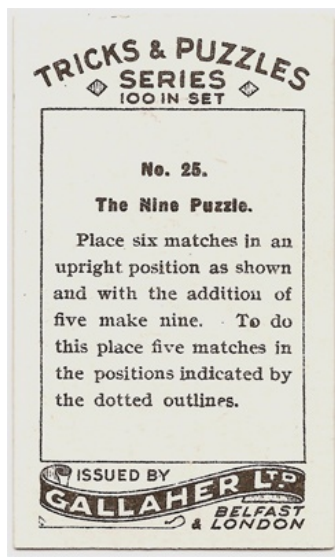 TRICKS & PUZZLES
SERIES
100 IN SET
No. 25.
The Nine Puzzle.
Place six matches in an
upright position as shown
and with the addition of
five make nine. To do
this place five matches in
the positions indicated by
the dotted outlines.
ISSUED BY
GALLAHER LTD
BELFAST
& LONDON